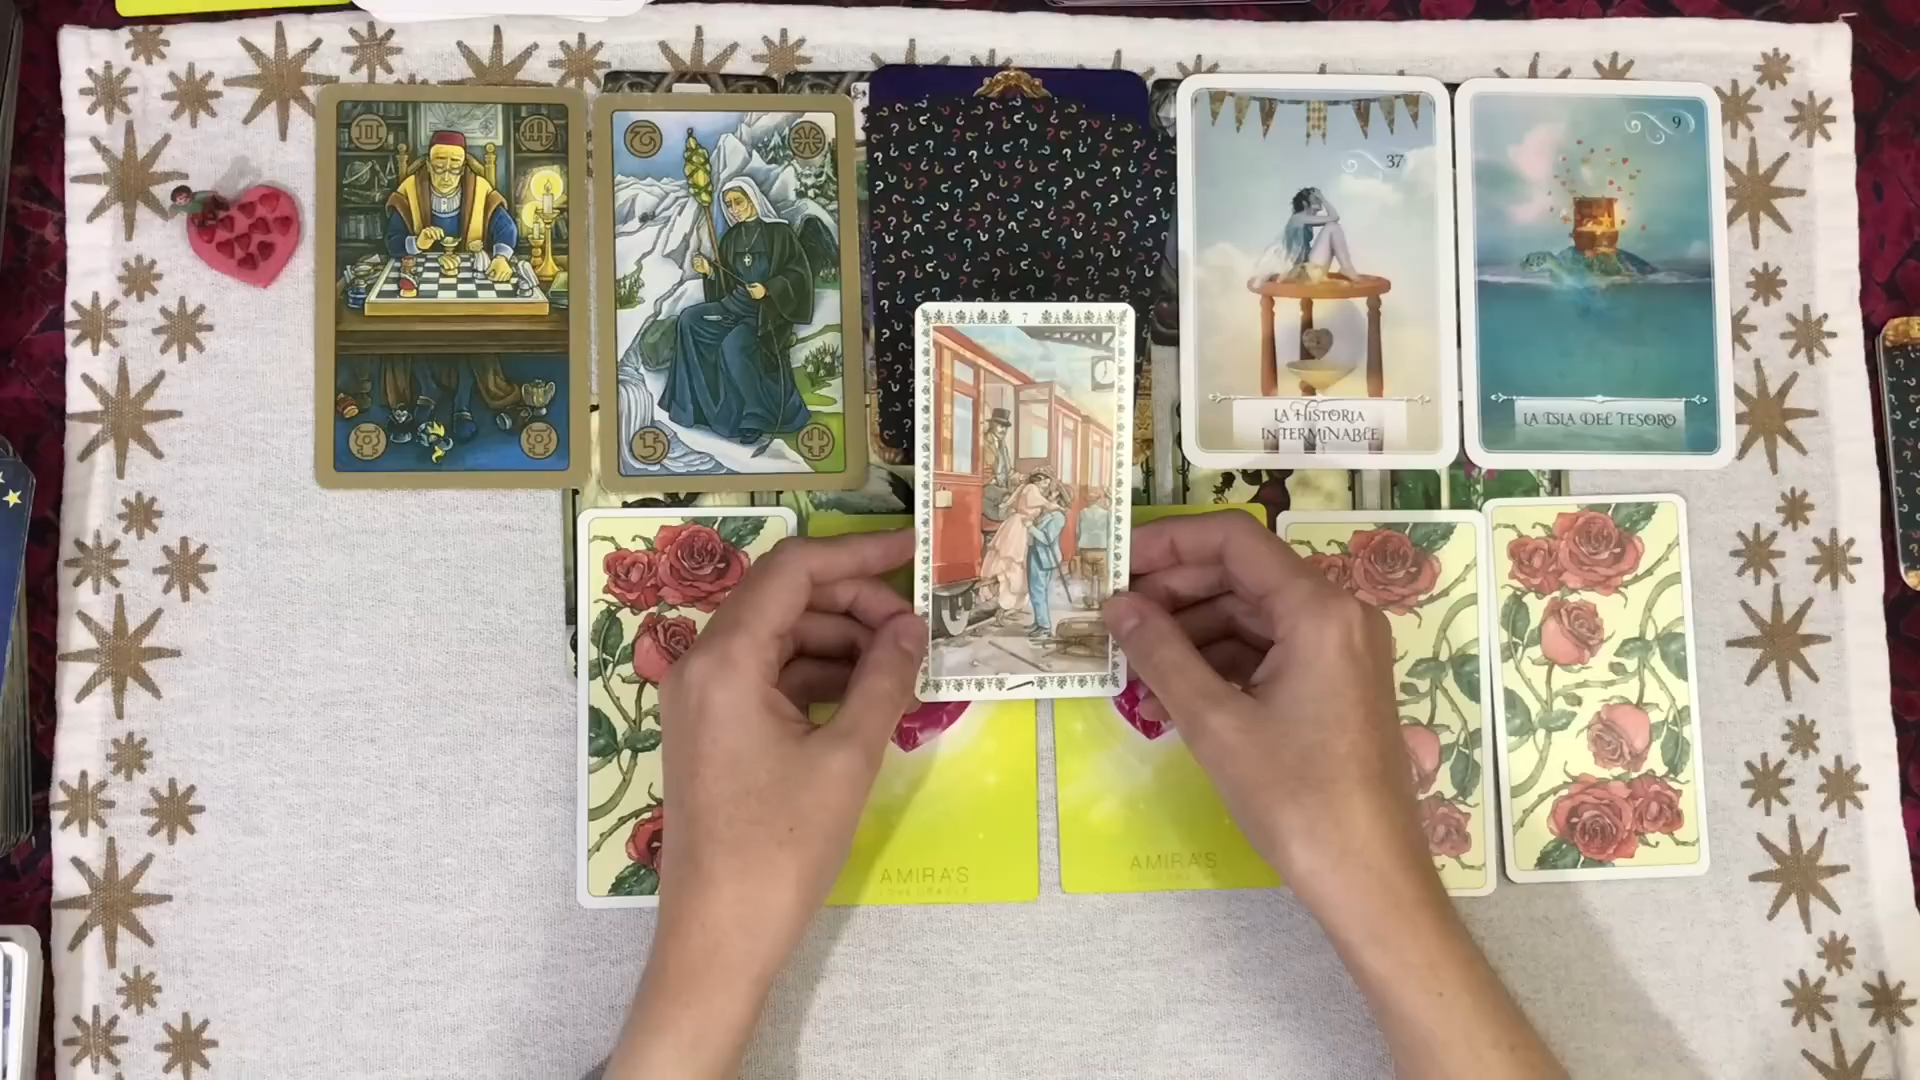 37
LA HISTORIA
INTERMINABLE
9
LA ISLA DEL TESORO
7
AMIRA'S
AMIRA'S